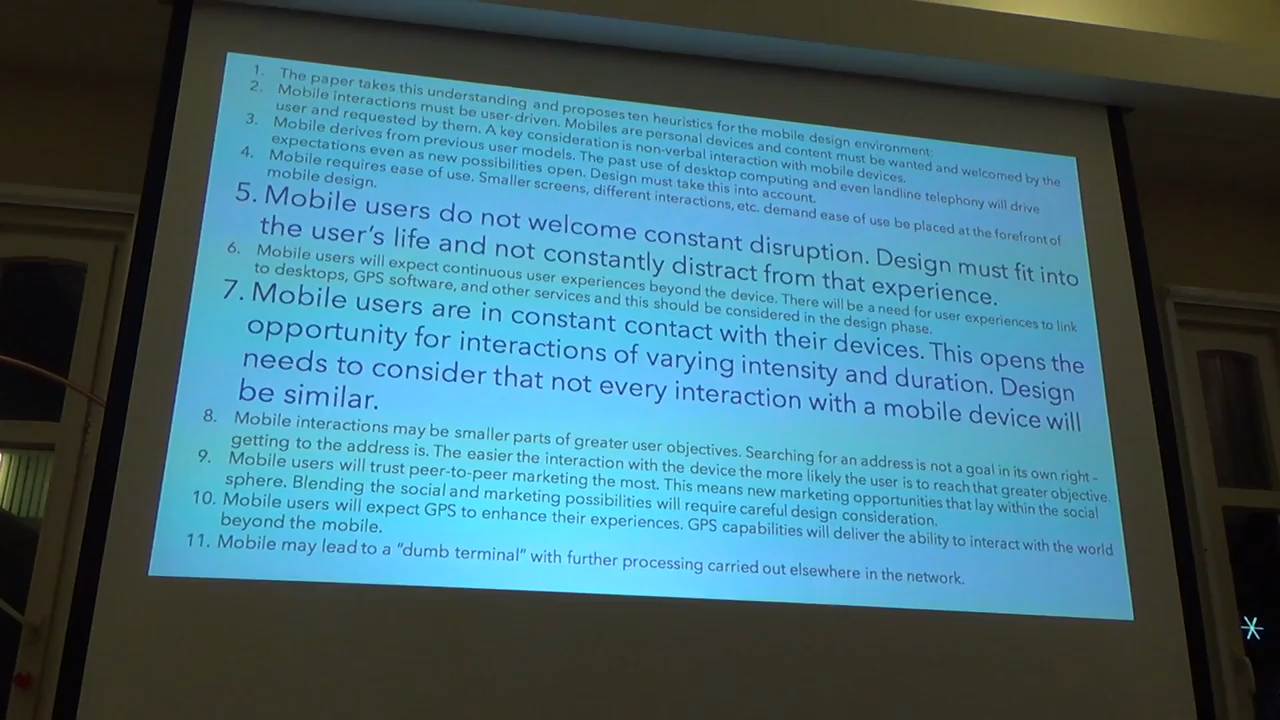 1. The paper takes this understanding and proposes ten heuristics for the mobile design environment:
2. Mobile interactions must be user-driven. Mobiles are personal devices and content must be wanted and welcomed by the
user and requested by them. A key consideration is non-verbal interaction with mobile devices.
3. Mobile derives from previous user models. The past use of desktop computing and even landline telephony will drive
expectations even as new possibilities open. Design must take this into account.
4. Mobile requires ease of use. Smaller screens, different interactions, etc. demand ease of use be placed at the forefront of
mobile design.
5. Mobile users do not welcome constant disruption. Design must fit into
the user's life and not constantly distract from that experience.
6. Mobile users will expect continuous user experiences beyond the device. There will be a need for user experiences to link
to desktops, GPS software, and other services and this should be considered in the design phase.
7. Mobile users are in constant contact with their devices. This opens the
opportunity for interactions of varying intensity and duration. Design
needs to consider that not every interaction with a mobile device will
be similar.
8. Mobile interactions may be smaller parts of greater user objectives. Searching for an address is not a goal in its own right –
getting to the address is. The easier the interaction with the device the more likely the user is to reach that greater objective.
9. Mobile users will trust peer-to-peer marketing the most. This means new marketing opportunities that lay within the social
sphere. Blending the social and marketing possibilities will require careful design consideration.
10. Mobile users will expect GPS to enhance their experiences. GPS capabilities will deliver the ability to interact with the world
beyond the mobile.
11. Mobile may lead to a "dumb terminal" with further processing carried out elsewhere in the network.